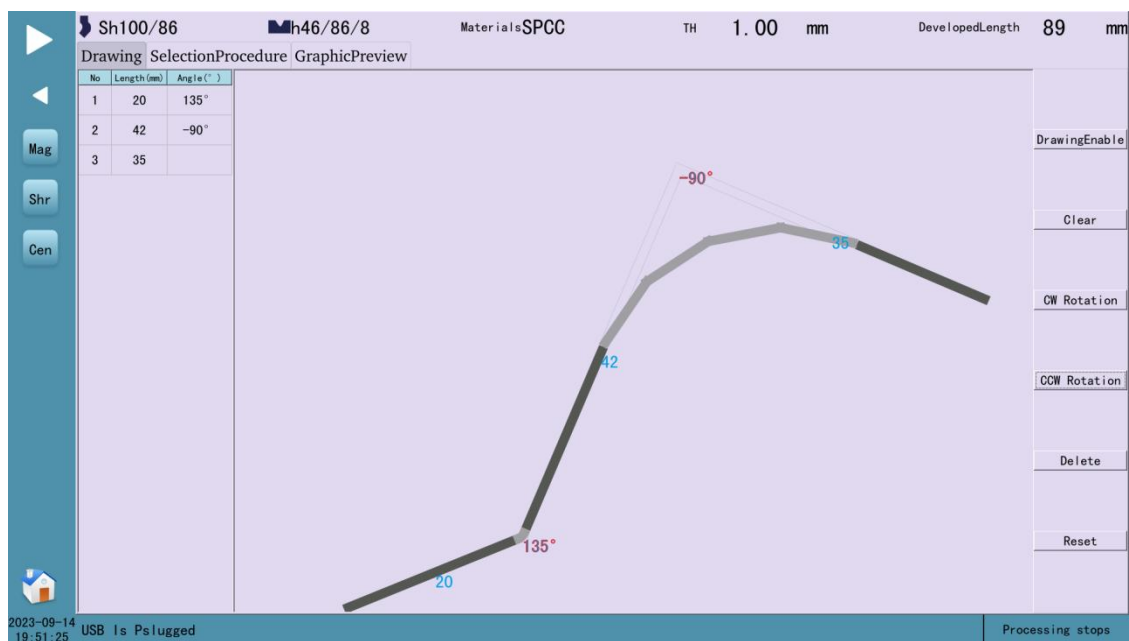 Sh100/86 h46/86/8 MaterialsSPCC TH 1.00 mm DevelopedLength 89 mm
Drawing SelectionProcedure GraphicPreview
No Length(mm) Angle(°)
1 20 135°
2 42 -90°
3 35
Mag
Shr
Cen
-90°
35
42
135°
20
DrawingEnable
Clear
CW Rotation
CCW Rotation
Delete
Reset
2023-09-14
19:51:25
USB Is Pslugged
Processing stops